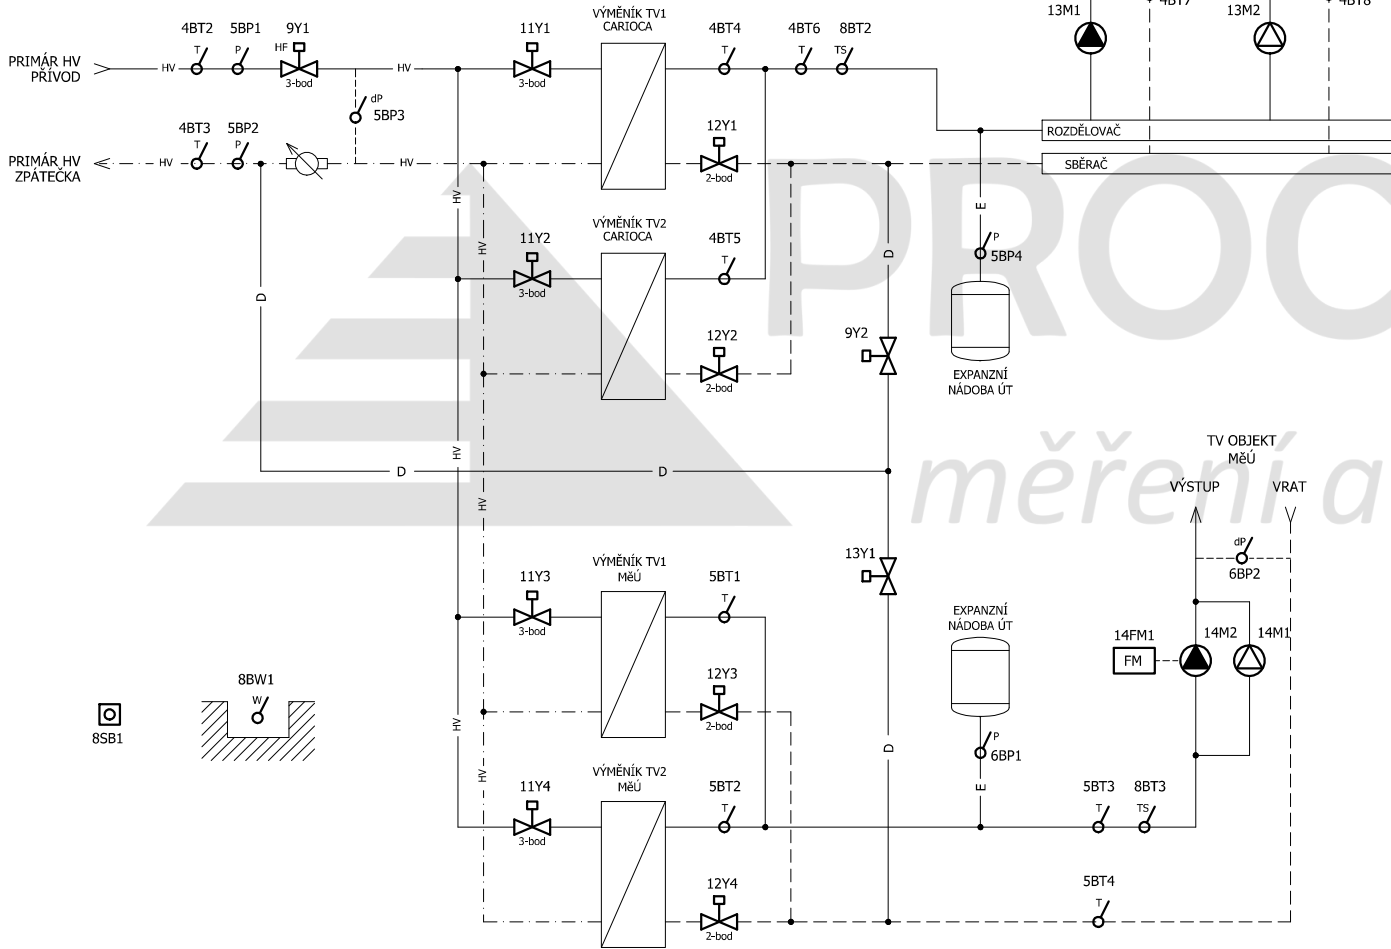 VÝMĚNÍK TV1
CARIOCA
13M1
4BT7
13M2
4BT8
4BT2
5BP1
9Y1
11Y1
4BT4
4BT6
8BT2
T
P
HF
T
T
TS
PRIMÁR HV
PŘÍVOD
HV
HV
3-bod
3-bod
dP
5BP3
4BT3
5BP2
12Y1
ROZDĚLOVAČ
T
P
PRIMÁR HV
ZPÁTEČKA
HV
HV
SBĚRAČ
2-bod
HV
E
VÝMĚNÍK TV2
CARIOCA
11Y2
4BT5
P
5BP4
HV
T
D
3-bod
D
12Y2
9Y2
EXPANZNÍ
NÁDOBA ÚT
2-bod
PROC
TV OBJEKT
MěÚ
HV
D
D
měření a
VÝSTUP
VRAT
HV
dP
6BP2
13Y1
VÝMĚNÍK TV1
MěÚ
11Y3
5BT1
T
EXPANZNÍ
NÁDOBA ÚT
3-bod
14FM1
14M2
14M1
FM
8BW1
W
12Y3
8SB1
HV
2-bod
P
6BP1
D
HV
VÝMĚNÍK TV2
MěÚ
11Y4
5BT2
5BT3
8BT3
E
T
T
TS
3-bod
12Y4
5BT4
T
2-bod